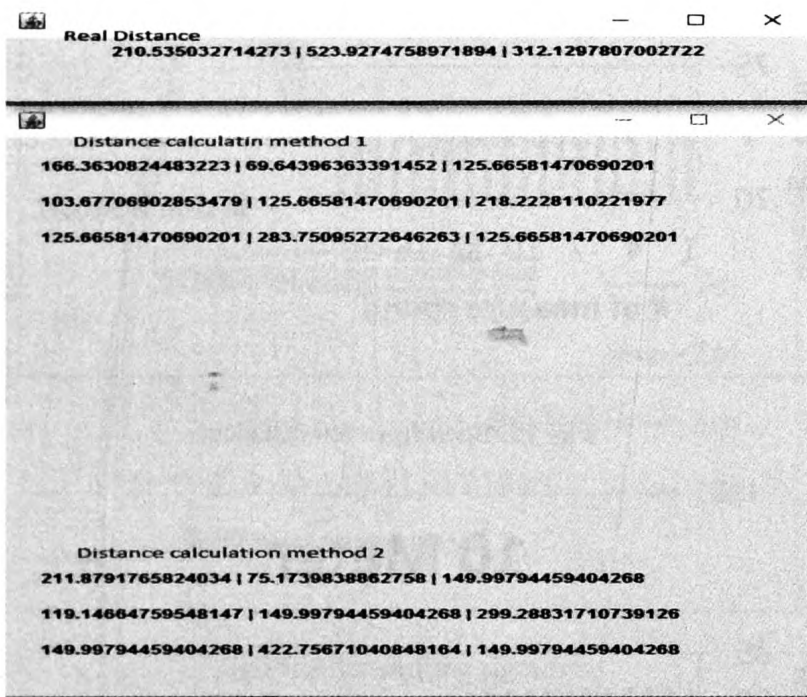 Real Distance
210.535032714273 | 523.9274758971894 | 312.1297807002722
Distance calculatin method 1
166.3630824483223 | 69.64396363391452 | 125.66581470690201
103.67706902853479 | 125.66581470690201 | 218.2228110221977
125.66581470690201 | 283.75095272646263 | 125.66581470690201
Distance calculation method 2
211.8791765824034 | 75.1739838862758 | 149.99794459404268
119.14664759548147 | 149.99794459404268 | 299.28831710739126
149.99794459404268 | 422.75671040848164 | 149.99794459404268